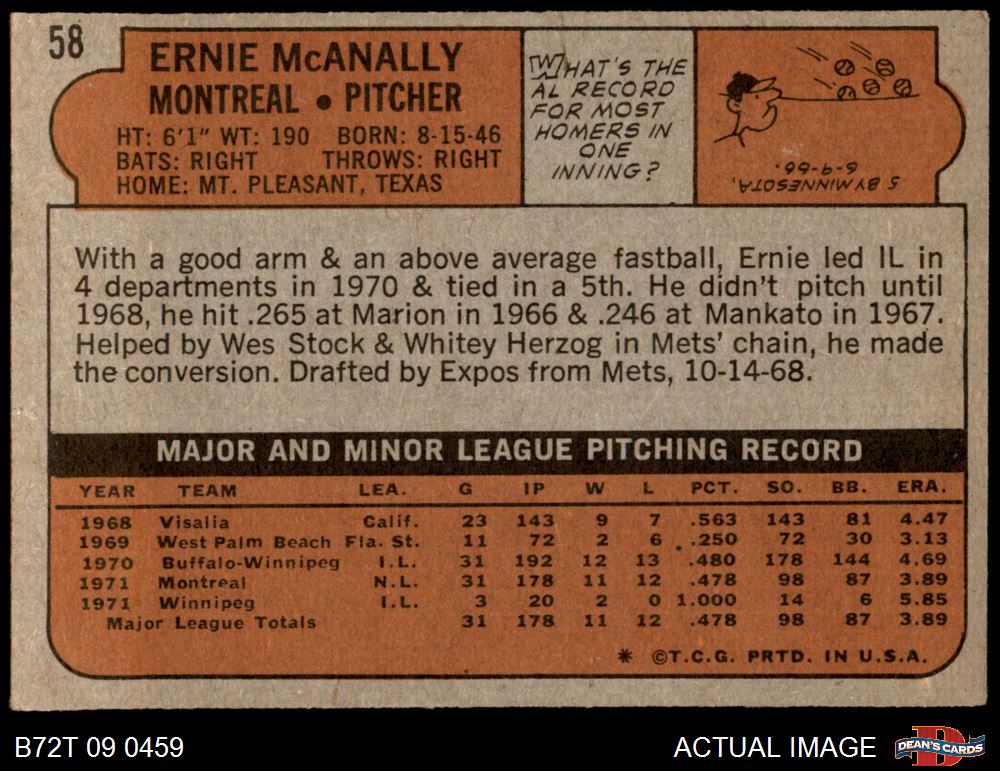 58
ERNIE McANALLY
MONTREAL • PITCHER
HT: 6'1" WT: 190 BORN: 8-15-46
BATS: RIGHT THROWS: RIGHT
HOME: MT. PLEASANT, TEXAS
WHAT'S THE
AL RECORD
FOR MOST
HOMERS IN
ONE
INNING?
5 BY MINNESOTA,
6-9-66.
With a good arm & an above average fastball, Ernie led IL in
4 departments in 1970 & tied in a 5th. He didn't pitch until
1968, he hit .265 at Marion in 1966 & .246 at Mankato in 1967.
Helped by Wes Stock & Whitey Herzog in Mets' chain, he made
the conversion. Drafted by Expos from Mets, 10-14-68.
MAJOR AND MINOR LEAGUE PITCHING RECORD
YEAR TEAM LEA. G IP W L PCT. SO. BB. ERA.
1968 Visalia Calif. 23 143 9 7 .563 143 81 4.47
1969 West Palm Beach Fla. St. 11 72 2 6 .250 72 30 3.13
1970 Buffalo-Winnipeg I.L. 31 192 12 13 .480 178 144 4.69
1971 Montreal N.L. 31 178 11 12 .478 98 87 3.89
1971 Winnipeg I.L. 3 20 2 0 1.000 14 6 5.85
Major League Totals 31 178 11 12 .478 98 87 3.89
* ©T.C.G. PRTD. IN U.S.A.
B72T 09 0459
ACTUAL IMAGE
D
DEAN'S CARDS